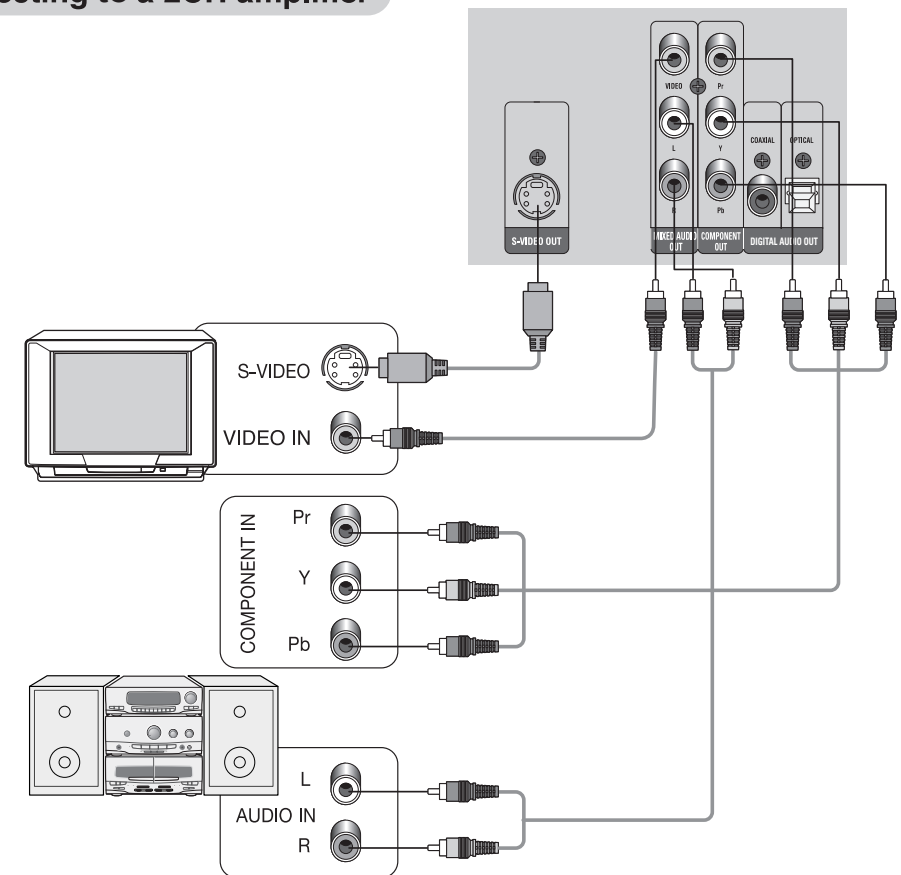 to a 2CH amplifier
VIDEO
Pr
L
Y
COAXIAL
OPTICAL
R
Pb
S-VIDEO OUT
MIXED AUDIO OUT
COMPONENT OUT
DIGITAL AUDIO OUT
S-VIDEO
VIDEO IN
COMPONENT IN
Pr
Y
Pb
L
AUDIO IN
R